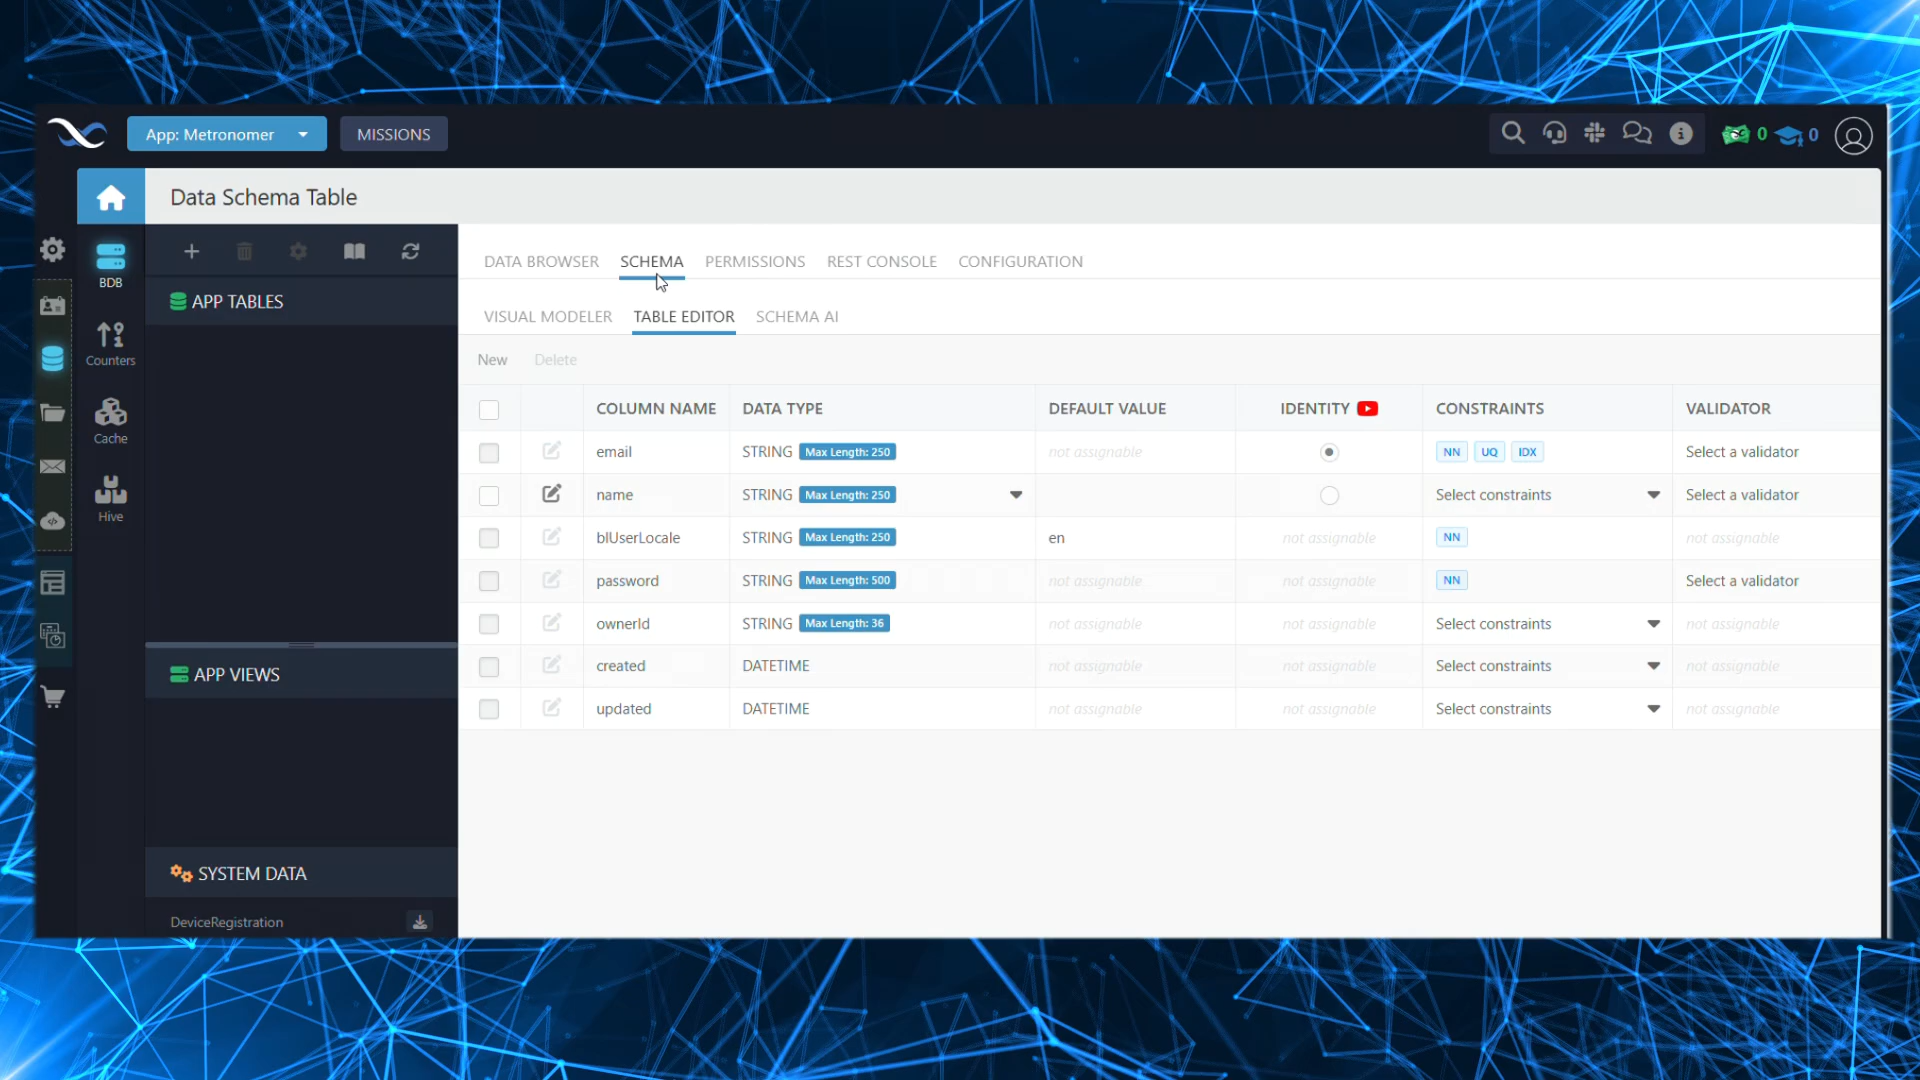 App: Metronomer
MISSIONS
0
0
Data Schema Table
BDB
Counters
Cache
Hive
APP TABLES
APP VIEWS
SYSTEM DATA
DeviceRegistration
DATA BROWSER SCHEMA PERMISSIONS REST CONSOLE CONFIGURATION
VISUAL MODELER TABLE EDITOR SCHEMA AI
New Delete
COLUMN NAME DATA TYPE DEFAULT VALUE IDENTITY CONSTRAINTS VALIDATOR
email STRING Max Length: 250 not assignable NN UQ IDX Select a validator
name STRING Max Length: 250 Select constraints Select a validator
blUserLocale STRING Max Length: 250 en not assignable NN not assignable
password STRING Max Length: 500 not assignable not assignable NN Select a validator
ownerId STRING Max Length: 36 not assignable not assignable Select constraints not assignable
created DATETIME not assignable not assignable Select constraints not assignable
updated DATETIME not assignable not assignable Select constraints not assignable